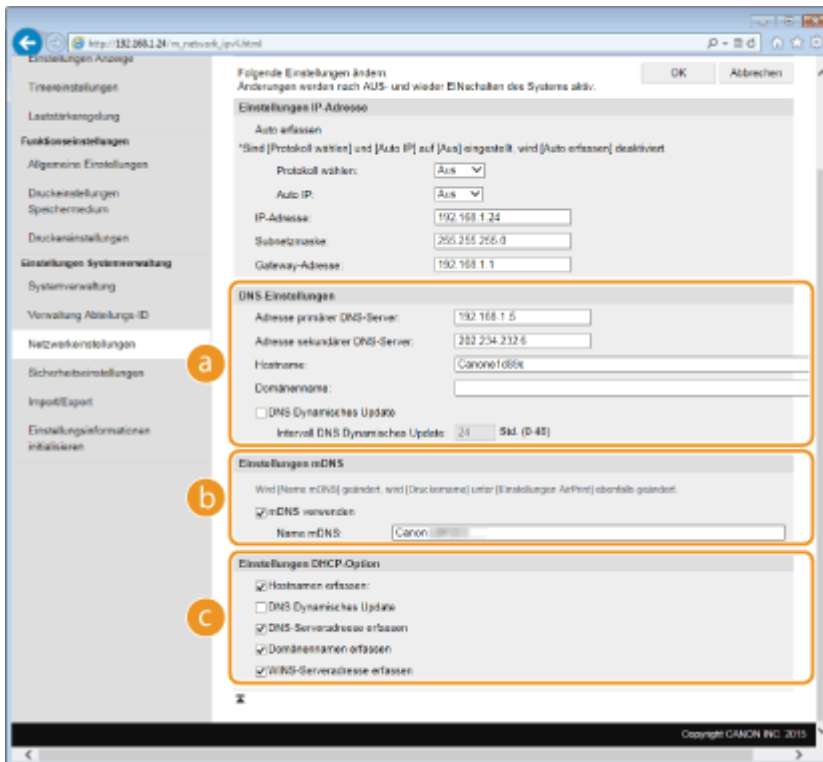 http://192.168.1.24/m_network_ipv4.html
Einstellungen Anzeige
Timereinstellungen
Lautstärkeregelung
Funktionseinstellungen
Allgemeine Einstellungen
Druckeinstellungen
Speichermedium
Druckereinstellungen
Einstellungen Systemverwaltung
Systemverwaltung
Verwaltung Abteilungs-ID
Netzwerkeinstellungen
Sicherheitseinstellungen
Import/Export
Einstellungsinformationen
initialisieren
Folgende Einstellungen ändern.
Änderungen werden nach AUS- und wieder EINschalten des Systems aktiv.
OK Abbrechen
Einstellungen IP-Adresse
Auto erfassen
*Sind [Protokoll wählen] und [Auto IP] auf [Aus] eingestellt, wird [Auto erfassen] deaktiviert.
Protokoll wählen: Aus
Auto IP: Aus
IP-Adresse: 192.168.1.24
Subnetzmaske: 255.255.255.0
Gateway-Adresse: 192.168.1.1
a
DNS-Einstellungen
Adresse primärer DNS-Server: 192.168.1.5
Adresse sekundärer DNS-Server: 202.234.232.6
Hostname:
Domänenname:
DNS Dynamisches Update
Intervall DNS Dynamisches Update: 24 Std. (0-48)
b
Einstellungen mDNS
Wird [Name mDNS] geändert, wird [Druckername] unter [Einstellungen AirPrint] ebenfalls geändert.
mDNS verwenden
Name mDNS: Canon
c
Einstellungen DHCP-Option
Hostnamen erfassen:
DNS Dynamisches Update
DNS-Serveradresse erfassen
Domänennamen erfassen
WINS-Serveradresse erfassen
Copyright CANON INC. 2015